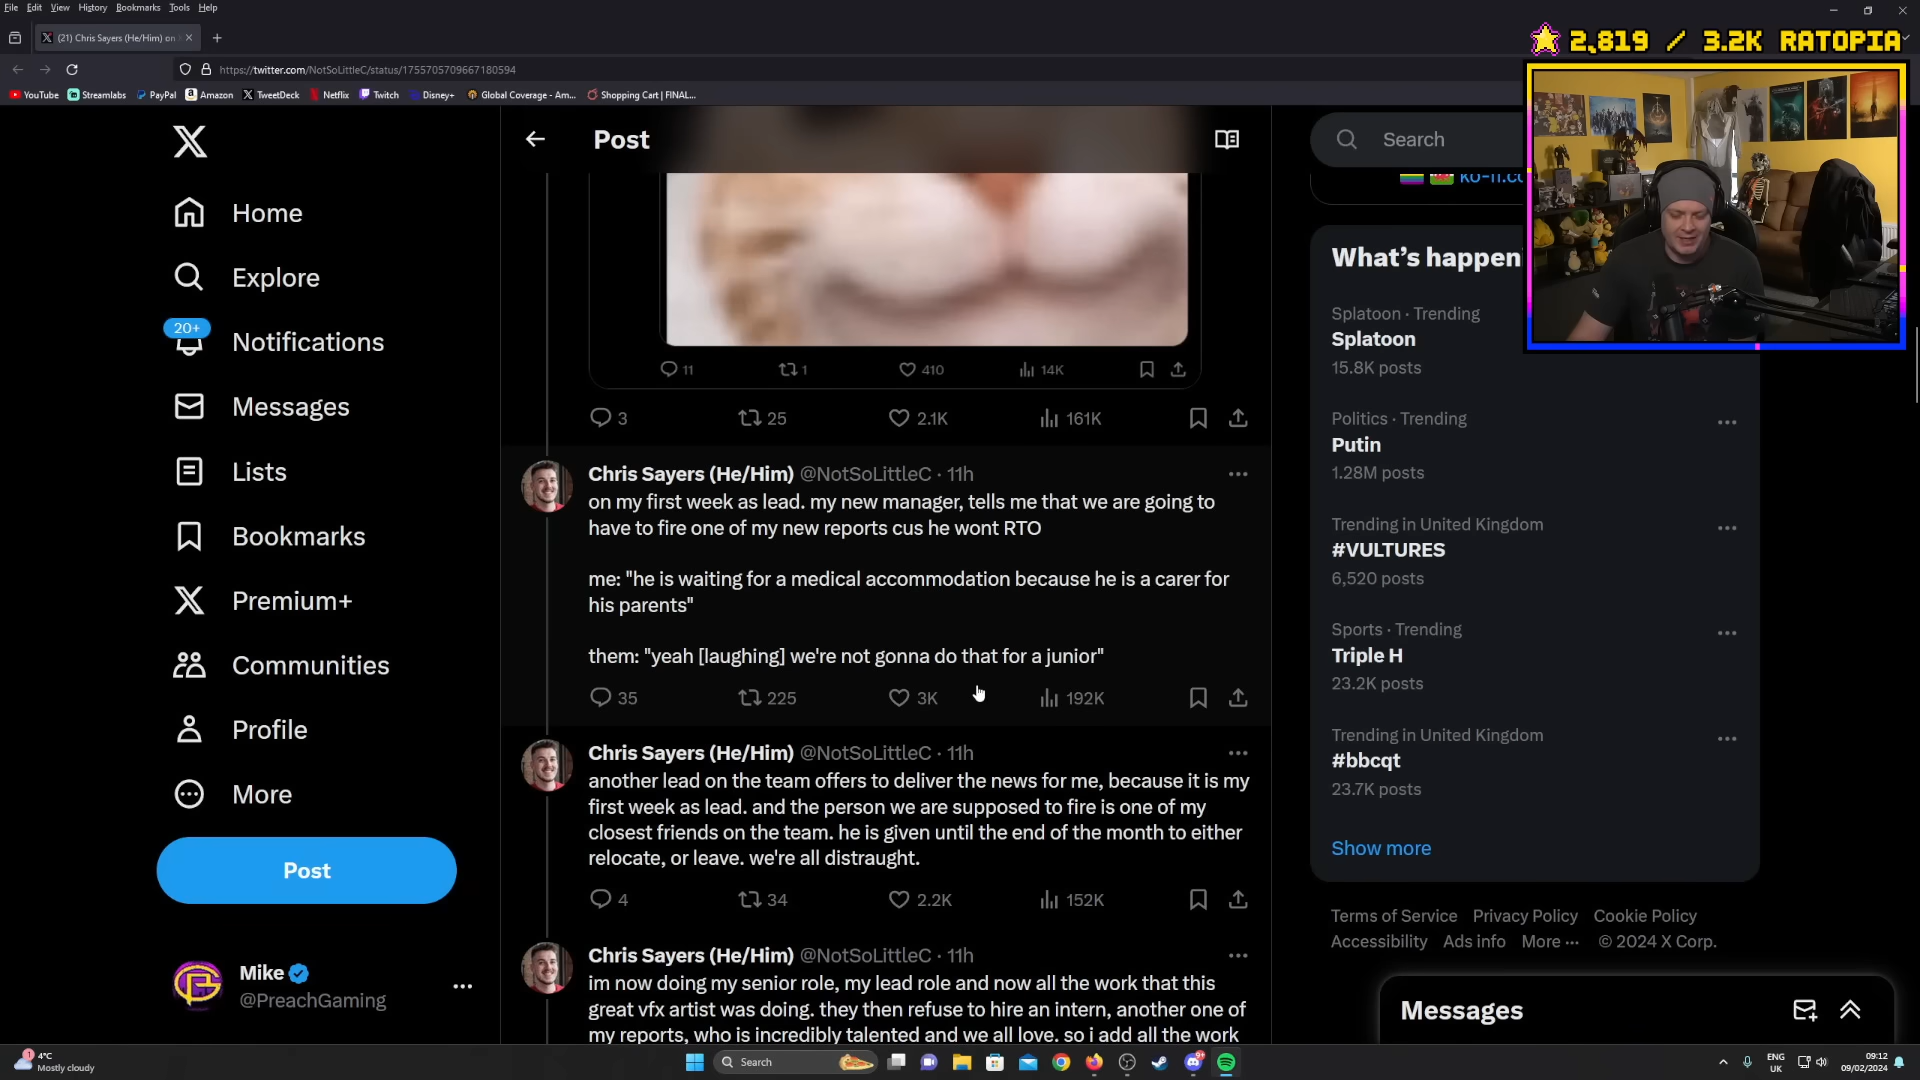 File Edit View History Bookmarks Tools Help
(21) Chris Sayers (He/Him) on
https://twitter.com/NotSoLittleC/status/1755705709667180594
YouTube Streamlabs PayPal Amazon TweetDeck Netflix Twitch Disney+ Global Coverage - Am... Shopping Cart | FINAL...
2,819 / 3.2K RATOPIA
Home
Explore
20+
Notifications
Messages
Lists
Bookmarks
Premium+
Communities
Profile
More
Post
Mike
@PreachGaming
Post
11 1 410 14K
3 25 2.1K 161K
Chris Sayers (He/Him) @NotSoLittleC · 11h
on my first week as lead. my new manager, tells me that we are going to
have to fire one of my new reports cus he wont RTO
me: "he is waiting for a medical accommodation because he is a carer for
his parents"
them: "yeah [laughing] we're not gonna do that for a junior"
35 225 3K 192K
Chris Sayers (He/Him) @NotSoLittleC · 11h
another lead on the team offers to deliver the news for me, because it is my
first week as lead. and the person we are supposed to fire is one of my
closest friends on the team. he is given until the end of the month to either
relocate, or leave. we're all distraught.
4 34 2.2K 152K
Chris Sayers (He/Him) @NotSoLittleC · 11h
im now doing my senior role, my lead role and now all the work that this
great vfx artist was doing. they then refuse to hire an intern, another one of
my reports, who is incredibly talented and we all love. so i add all the work
Search
What's happeni
Splatoon · Trending
Splatoon
15.8K posts
Politics · Trending
Putin
1.28M posts
Trending in United Kingdom
#VULTURES
6,520 posts
Sports · Trending
Triple H
23.2K posts
Trending in United Kingdom
#bbcqt
23.7K posts
Show more
Terms of Service Privacy Policy Cookie Policy
Accessibility Ads info More ··· © 2024 X Corp.
Messages
4°C
Mostly cloudy
Search
ENG
UK
09:12
09/02/2024